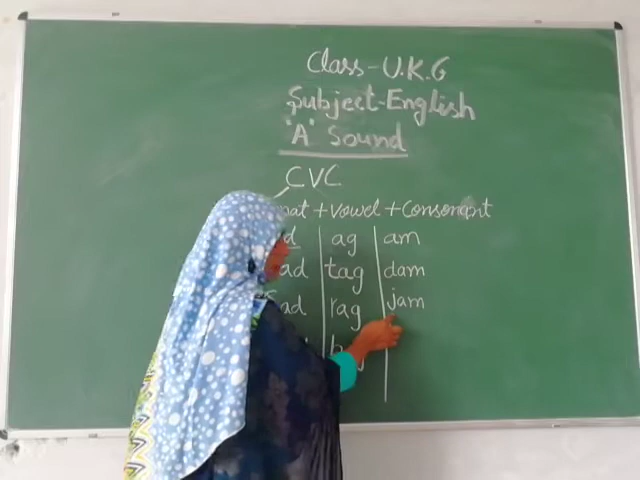 Class - U.K.G
Subject - English
"A" Sound
CVC
+ vowel + Consonant
ag am
ad tag dam
ad rag jam